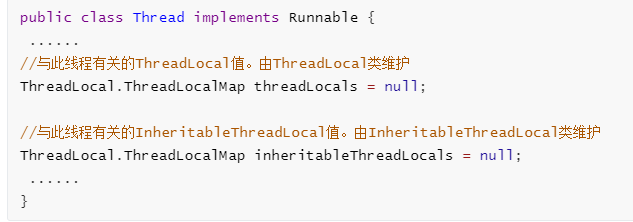 public class Thread implements Runnable {
......
//与此线程有关的ThreadLocal值。由ThreadLocal类维护
ThreadLocal.ThreadLocalMap threadLocals = null;
//与此线程有关的InheritableThreadLocal值。由InheritableThreadLocal类维护
ThreadLocal.ThreadLocalMap inheritableThreadLocals = null;
......
}